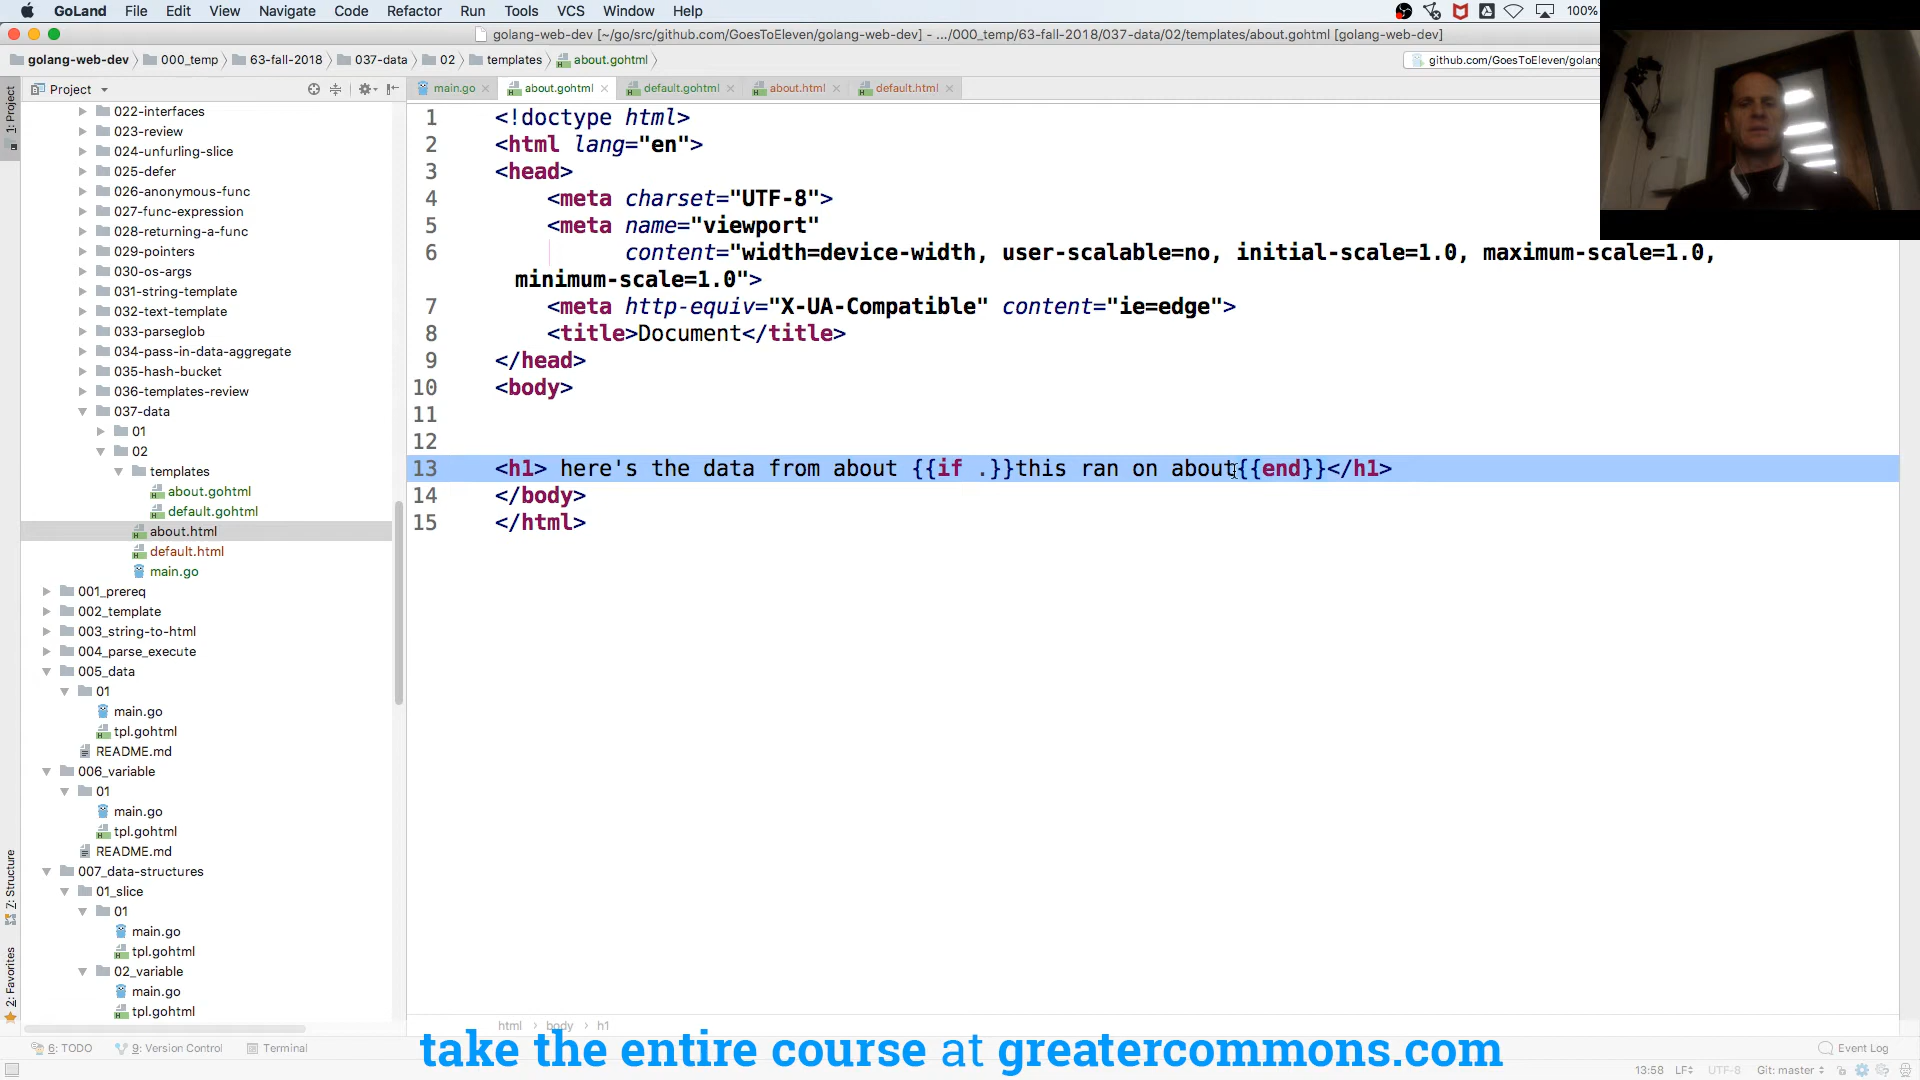 GoLand File Edit View Navigate Code Refactor Run Tools VCS Window Help 100%
golang-web-dev [~/go/src/github.com/GoesToEleven/golang-web-dev] - .../000_temp/63-fall-2018/037-data/02/templates/about.gohtml [golang-web-dev]
golang-web-dev 000_temp 63-fall-2018 037-data 02 templates about.gohtml github.com/GoesToEleven/golang
Project main.go about.gohtml default.gohtml about.html default.html
1: Project
022-interfaces
023-review
024-unfurling-slice
025-defer
026-anonymous-func
027-func-expression
028-returning-a-func
029-pointers
030-os-args
031-string-template
032-text-template
033-parseglob
034-pass-in-data-aggregate
035-hash-bucket
036-templates-review
037-data
01
02
templates
about.gohtml
default.gohtml
about.html
default.html
main.go
001_prereq
002_template
003_string-to-html
004_parse_execute
005_data
01
main.go
tpl.gohtml
README.md
006_variable
01
main.go
tpl.gohtml
README.md
007_data-structures
01_slice
01
main.go
tpl.gohtml
02_variable
main.go
tpl.gohtml
7: Structure
2: Favorites
1 <!doctype html>
2 <html lang="en">
3 <head>
4 <meta charset="UTF-8">
5 <meta name="viewport"
6 content="width=device-width, user-scalable=no, initial-scale=1.0, maximum-scale=1.0,
minimum-scale=1.0">
7 <meta http-equiv="X-UA-Compatible" content="ie=edge">
8 <title>Document</title>
9 </head>
10 <body>
11
12
13 <h1> here's the data from about {{if .}}this ran on about{{end}}</h1>
14 </body>
15 </html>
html body h1
6: TODO 9: Version Control Terminal Event Log
take the entire course at greatercommons.com
13:58 LF UTF-8 Git: master